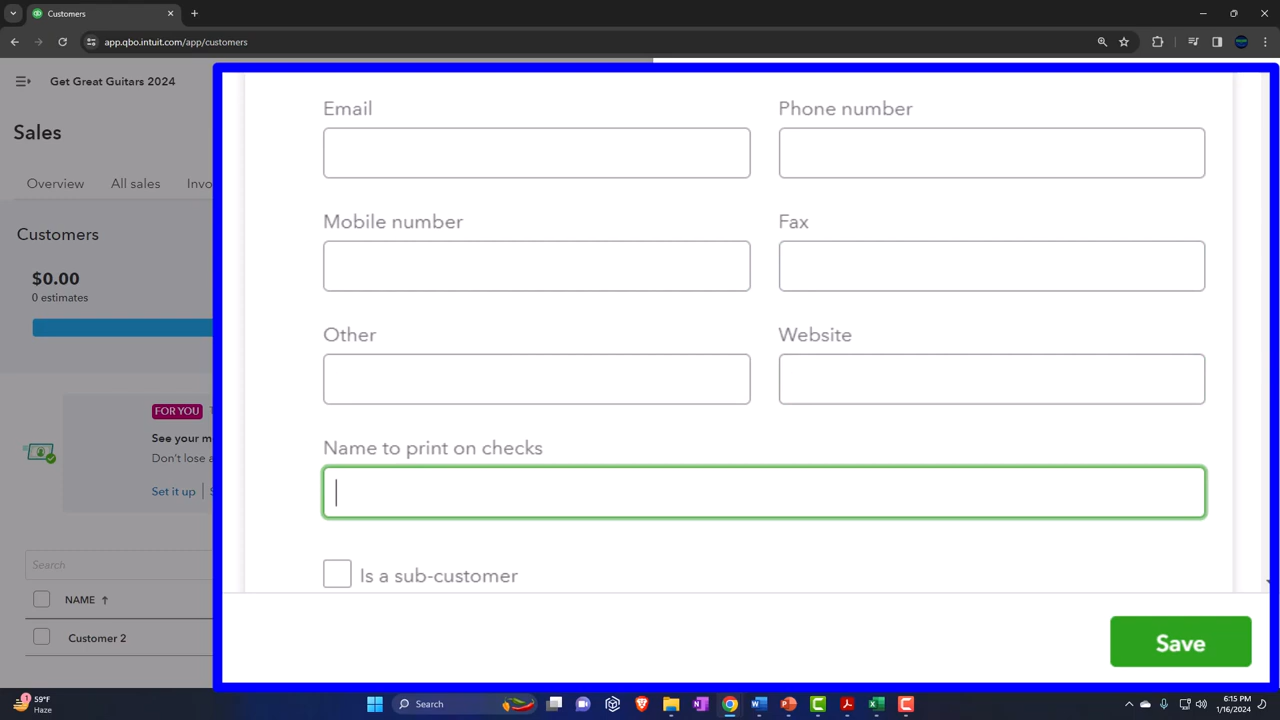 Customers
app.qbo.intuit.com/app/customers
Get Great Guitars 2024
Sales
Overview All sales Invo
Customers
$0.00
0 estimates
FOR YOU
See your m
Don't lose a
Set it up
Search
NAME
Customer 2
Email Phone number
Mobile number Fax
Other Website
Name to print on checks
Is a sub-customer
Save
1
59°F
Haze
Search
6:15 PM
1/16/2024